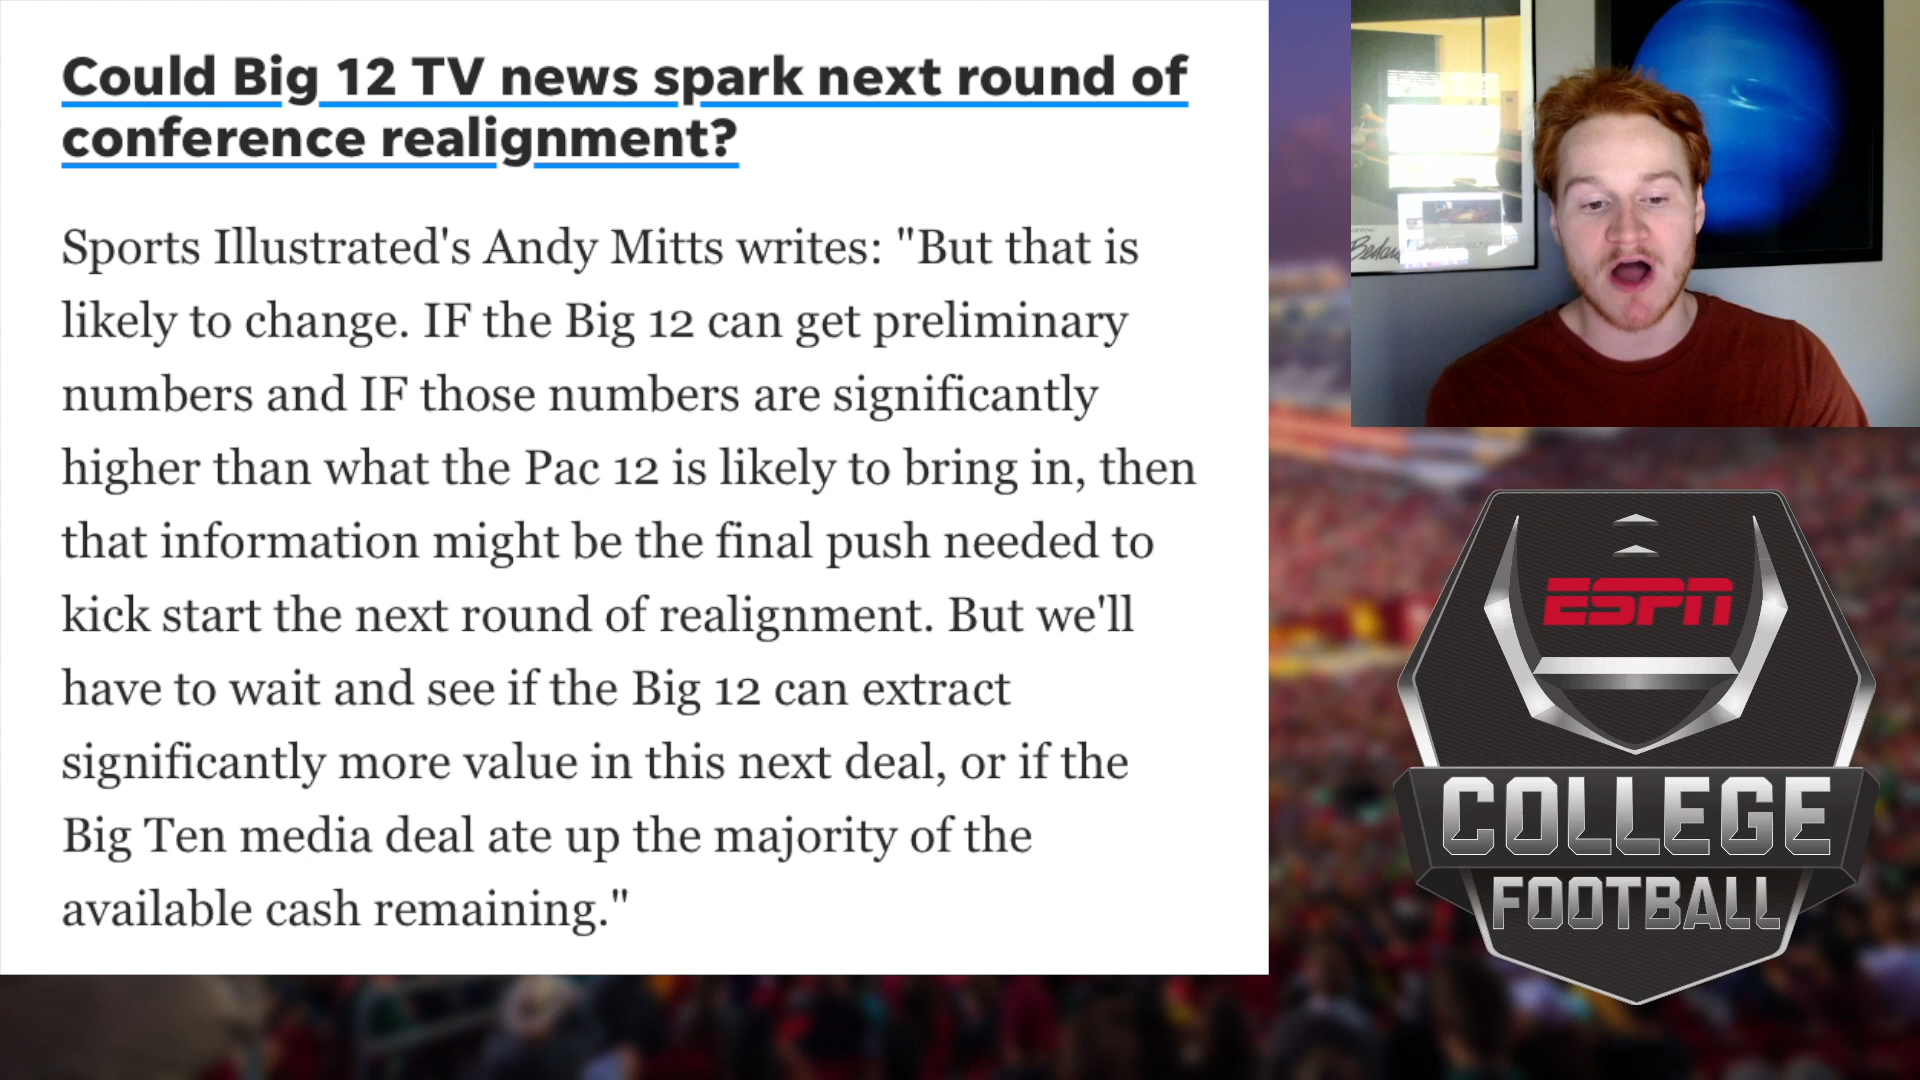 Could Big 12 TV news spark next round of
conference realignment?
Sports Illustrated's Andy Mitts writes: "But that is
likely to change. IF the Big 12 can get preliminary
numbers and IF those numbers are significantly
higher than what the Pac 12 is likely to bring in, then
that information might be the final push needed to
kick start the next round of realignment. But we'll
have to wait and see if the Big 12 can extract
significantly more value in this next deal, or if the
Big Ten media deal ate up the majority of the
available cash remaining."
ESPN
COLLEGE
FOOTBALL